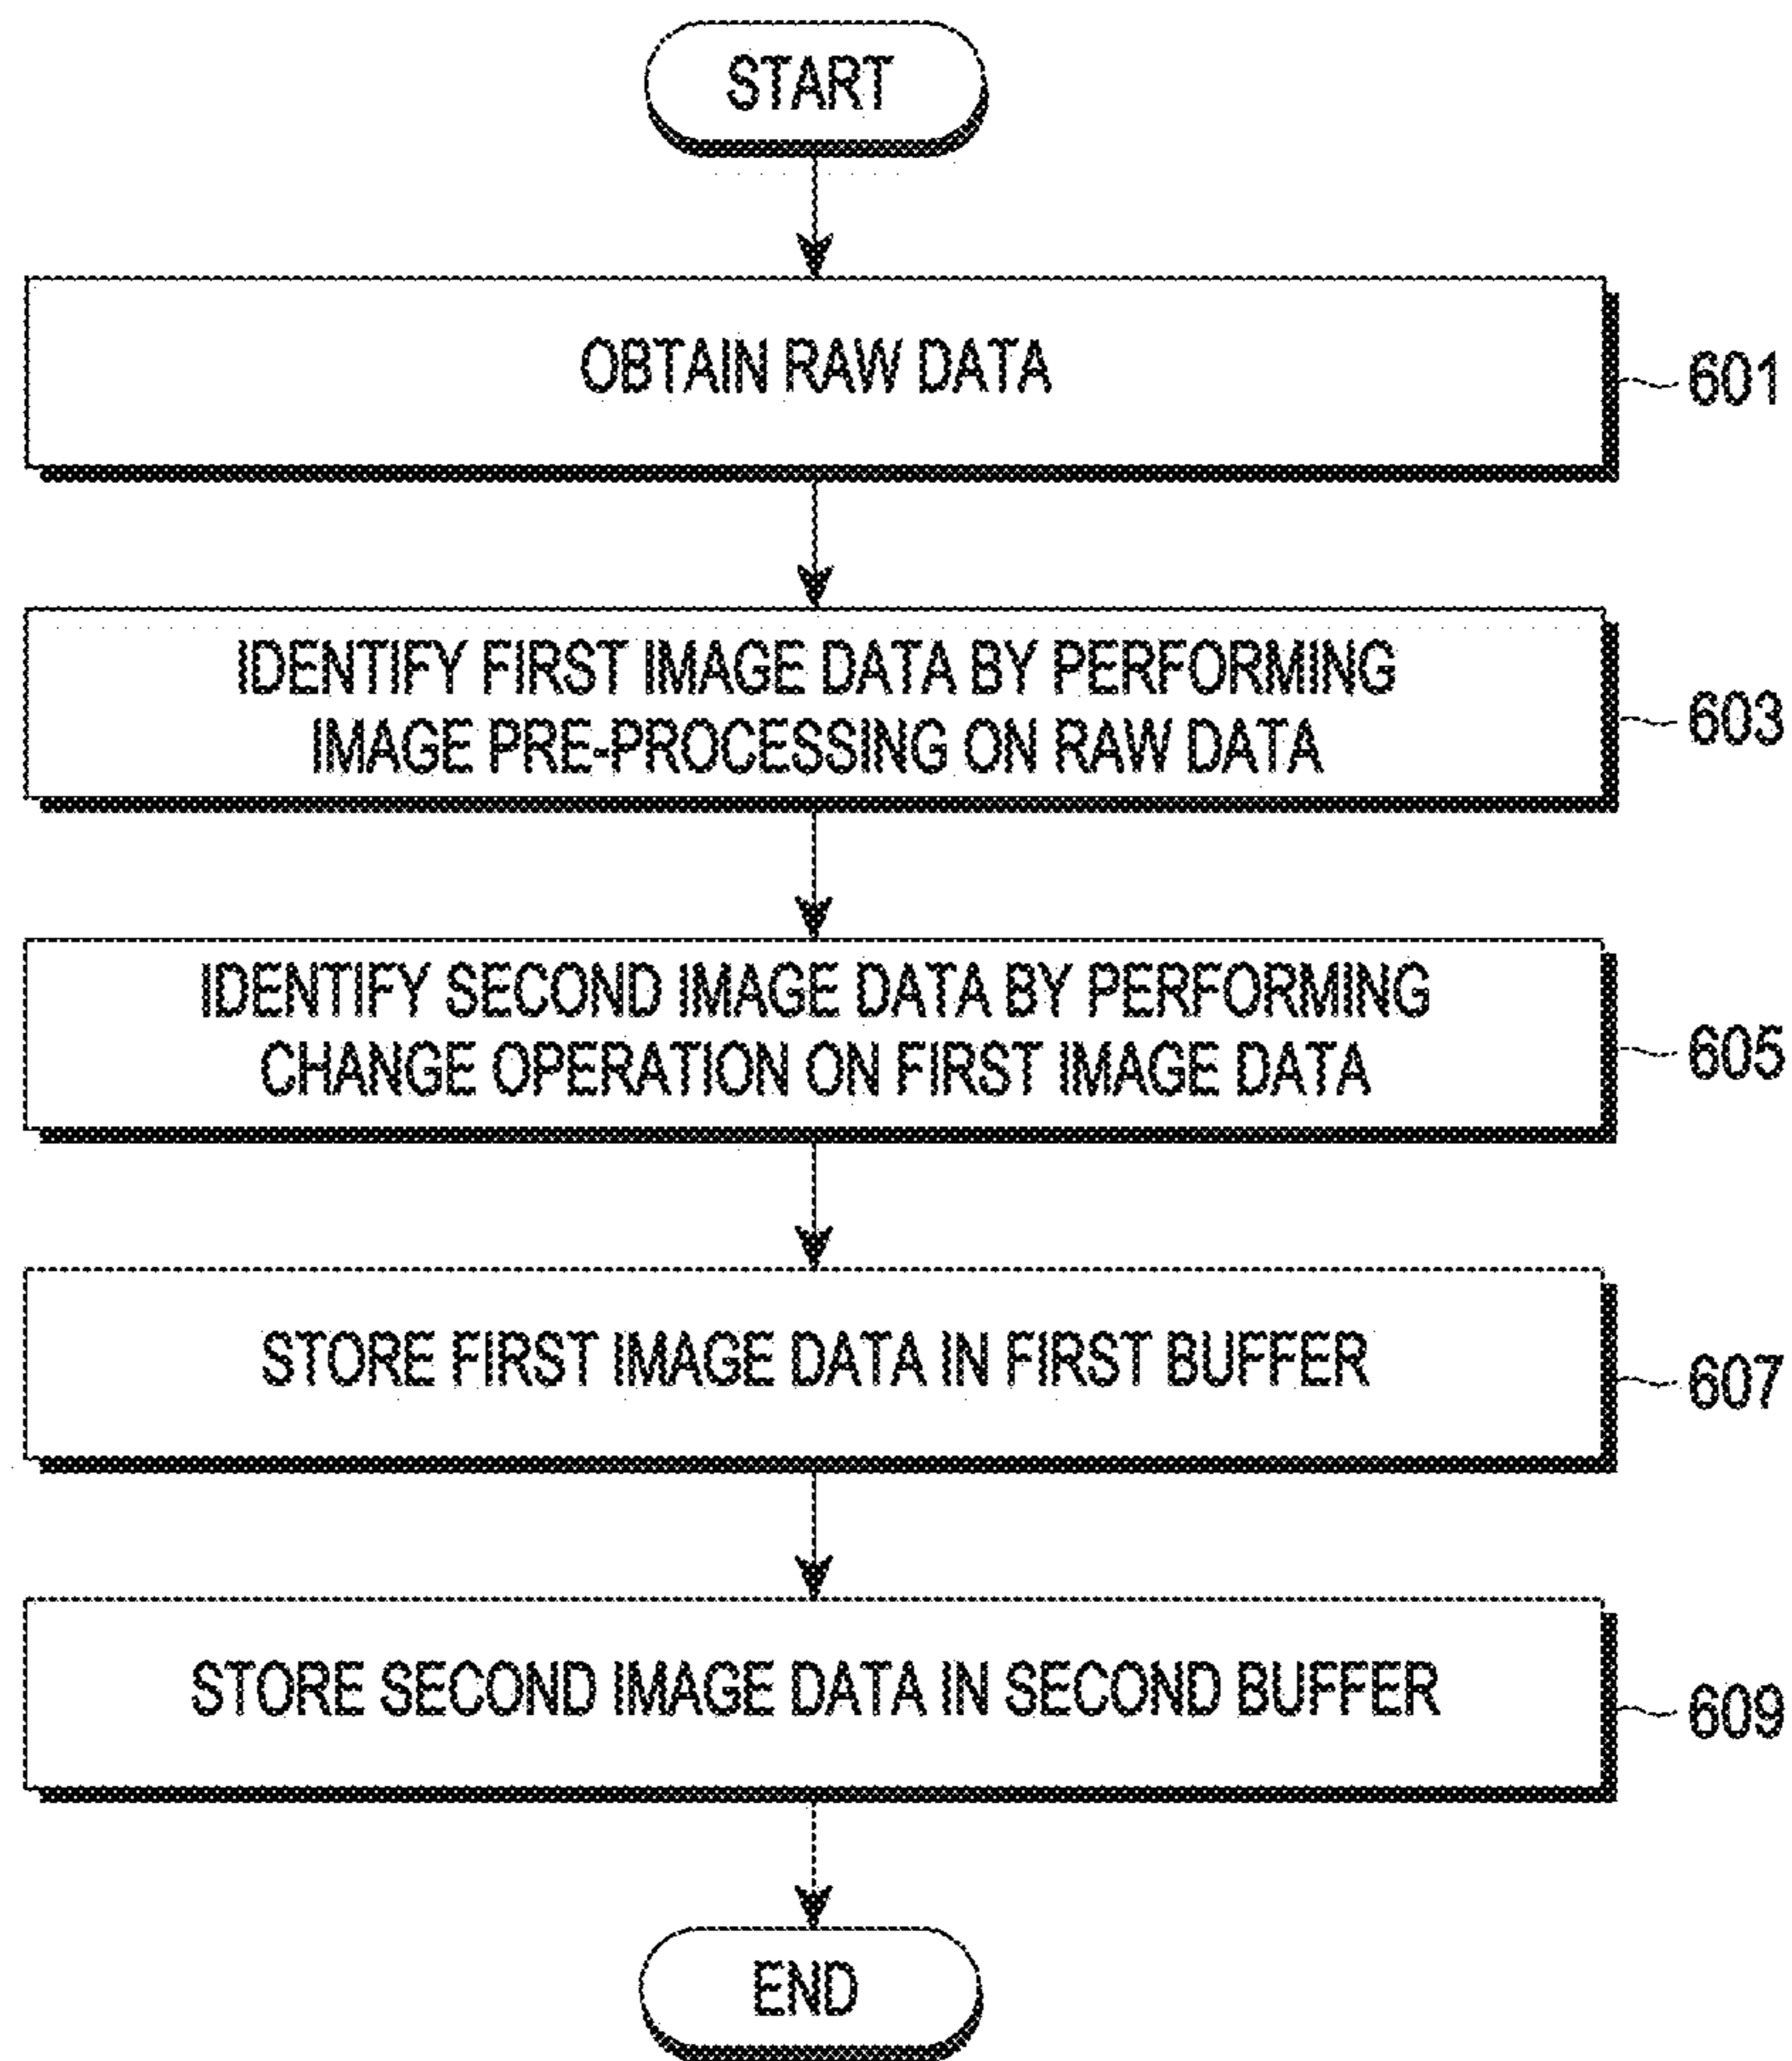 START
OBTAIN RAW DATA
601
IDENTIFY FIRST IMAGE DATA BY PERFORMING
IMAGE PRE-PROCESSING ON RAW DATA
603
IDENTIFY SECOND IMAGE DATA BY PERFORMING
CHANGE OPERATION ON FIRST IMAGE DATA
605
STORE FIRST IMAGE DATA IN FIRST BUFFER
607
STORE SECOND IMAGE DATA IN SECOND BUFFER
609
END